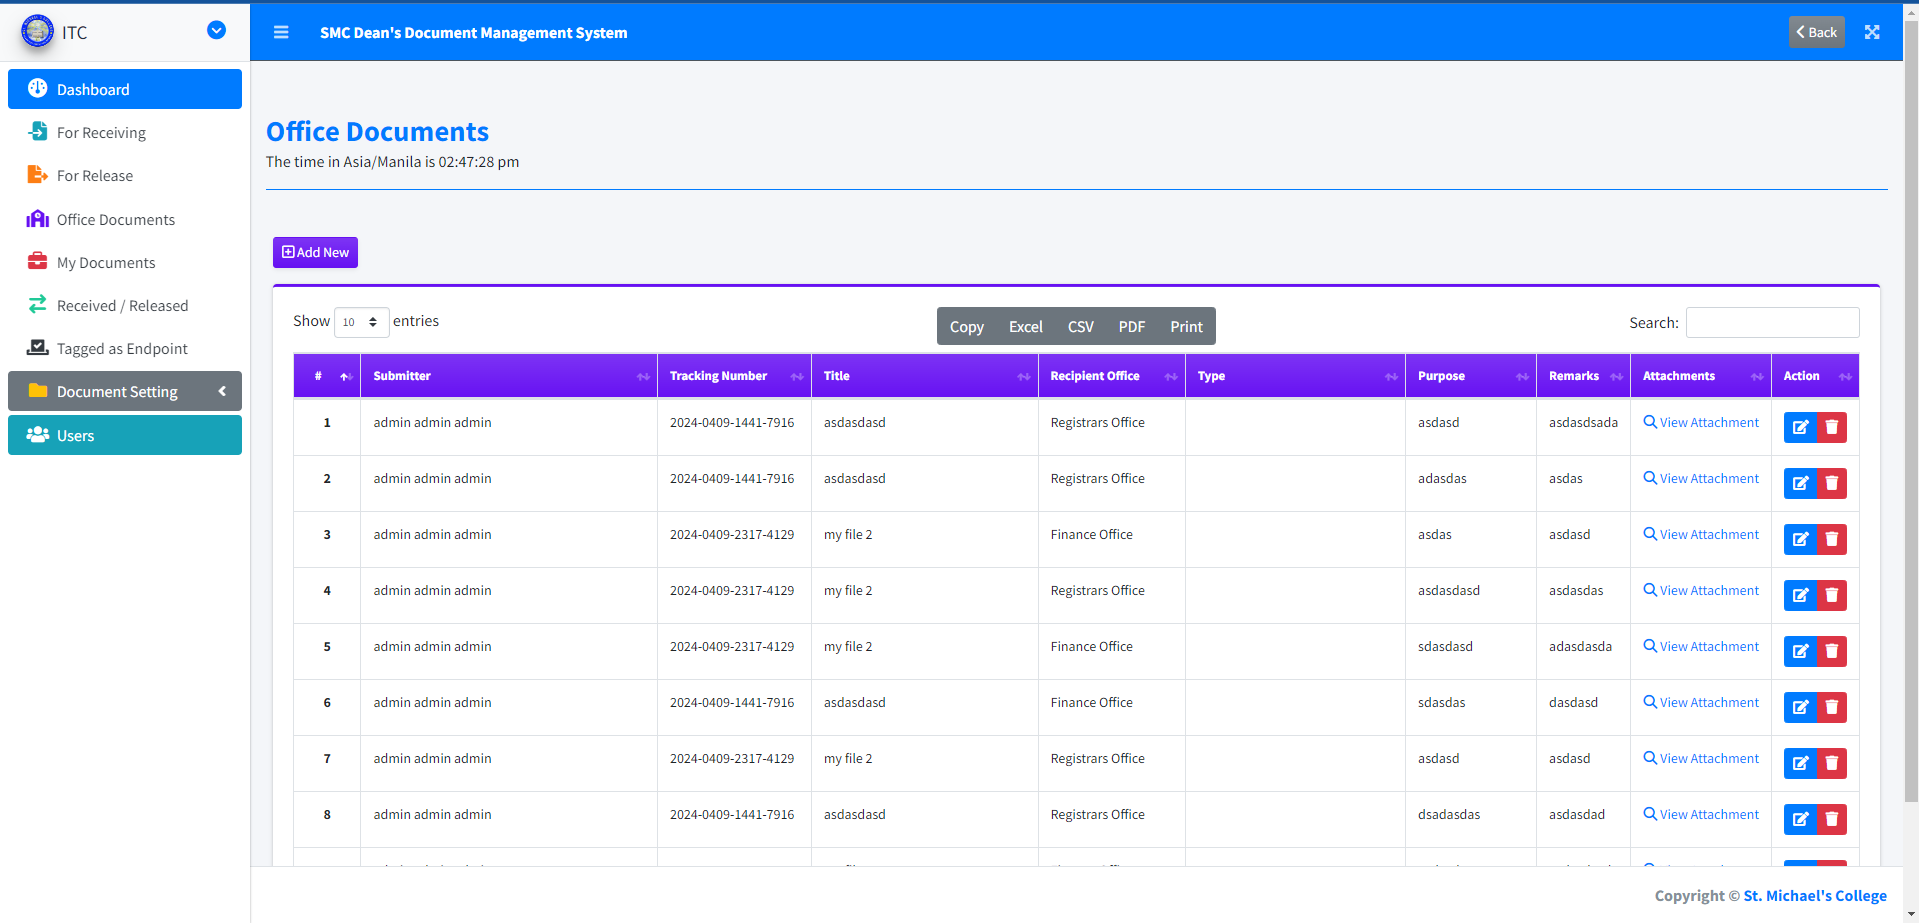 ITC
SMC Dean's Document Management System
Back
Dashboard
For Receiving
For Release
Office Documents
My Documents
Received / Released
Tagged as Endpoint
Document Setting
Users
Office Documents
The time in Asia/Manila is 02:47:28 pm
Add New
Show 10 entries
Copy Excel CSV PDF Print
Search:
# Submitter Tracking Number Title Recipient Office Type Purpose Remarks Attachments Action
1 admin admin admin 2024-0409-1441-7916 asdasdasd Registrars Office asdasd asdasdsada View Attachment
2 admin admin admin 2024-0409-1441-7916 asdasdasd Registrars Office adasdas asdas View Attachment
3 admin admin admin 2024-0409-2317-4129 my file 2 Finance Office asdas asdasd View Attachment
4 admin admin admin 2024-0409-2317-4129 my file 2 Registrars Office asdasdasd asdasdas View Attachment
5 admin admin admin 2024-0409-2317-4129 my file 2 Finance Office sdasdasd adasdasda View Attachment
6 admin admin admin 2024-0409-1441-7916 asdasdasd Finance Office sdasdas dasdasd View Attachment
7 admin admin admin 2024-0409-2317-4129 my file 2 Registrars Office asdasd asdasd View Attachment
8 admin admin admin 2024-0409-1441-7916 asdasdasd Registrars Office dsadasdas asdasdad View Attachment
Copyright © St. Michael's College